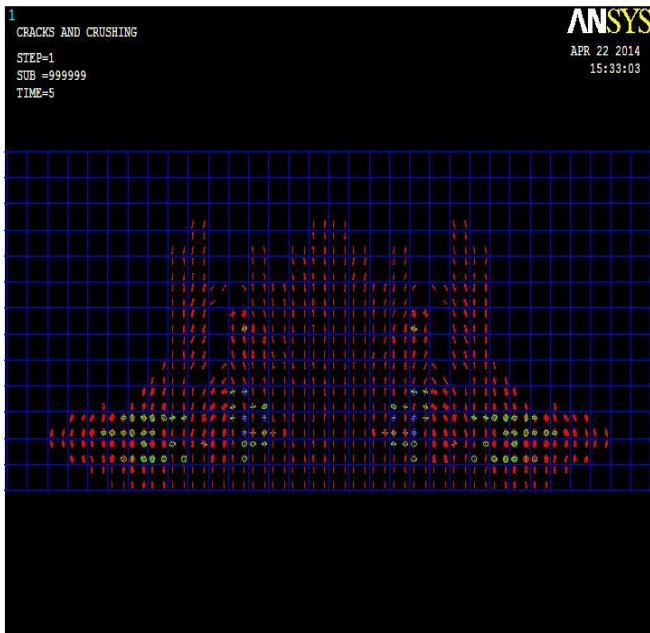 1
ANSYS
CRACKS AND CRUSHING
APR 22 2014
STEP=1
15:33:03
SUB =999999
TIME=5